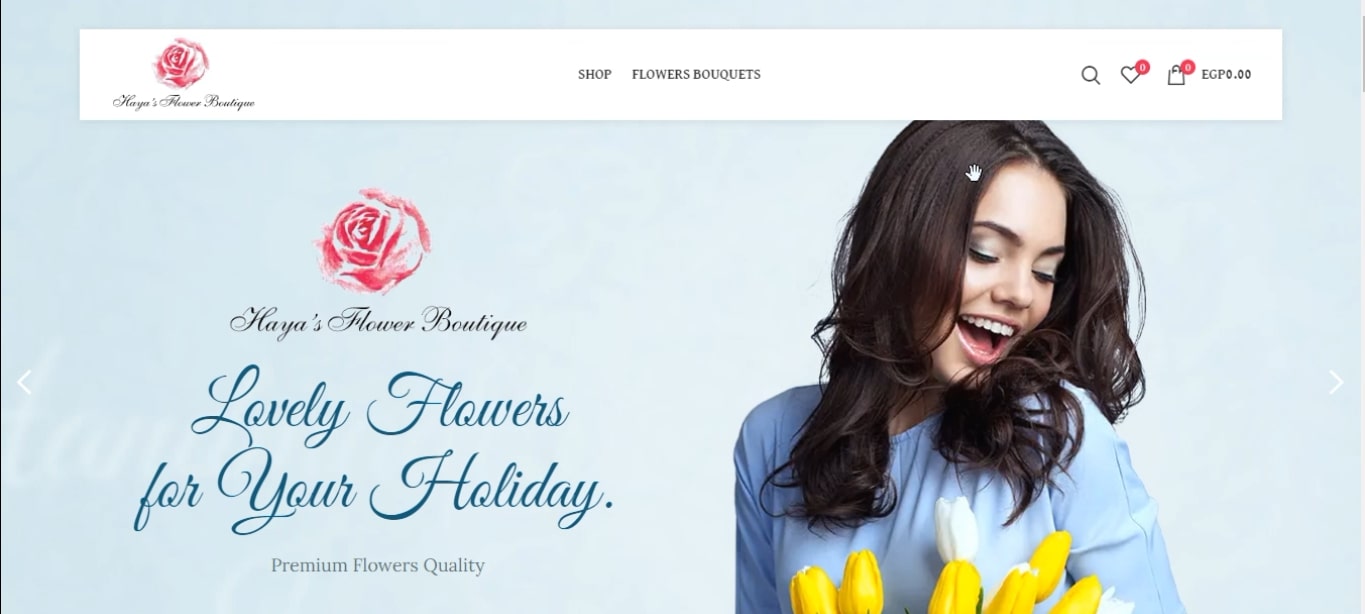 SHOP FLOWERS BOUQUETS 0 0 EGP0.00
Haya's Flower Boutique
Haya's Flower Boutique
Lovely Flowers
for Your Holiday.
Premium Flowers Quality